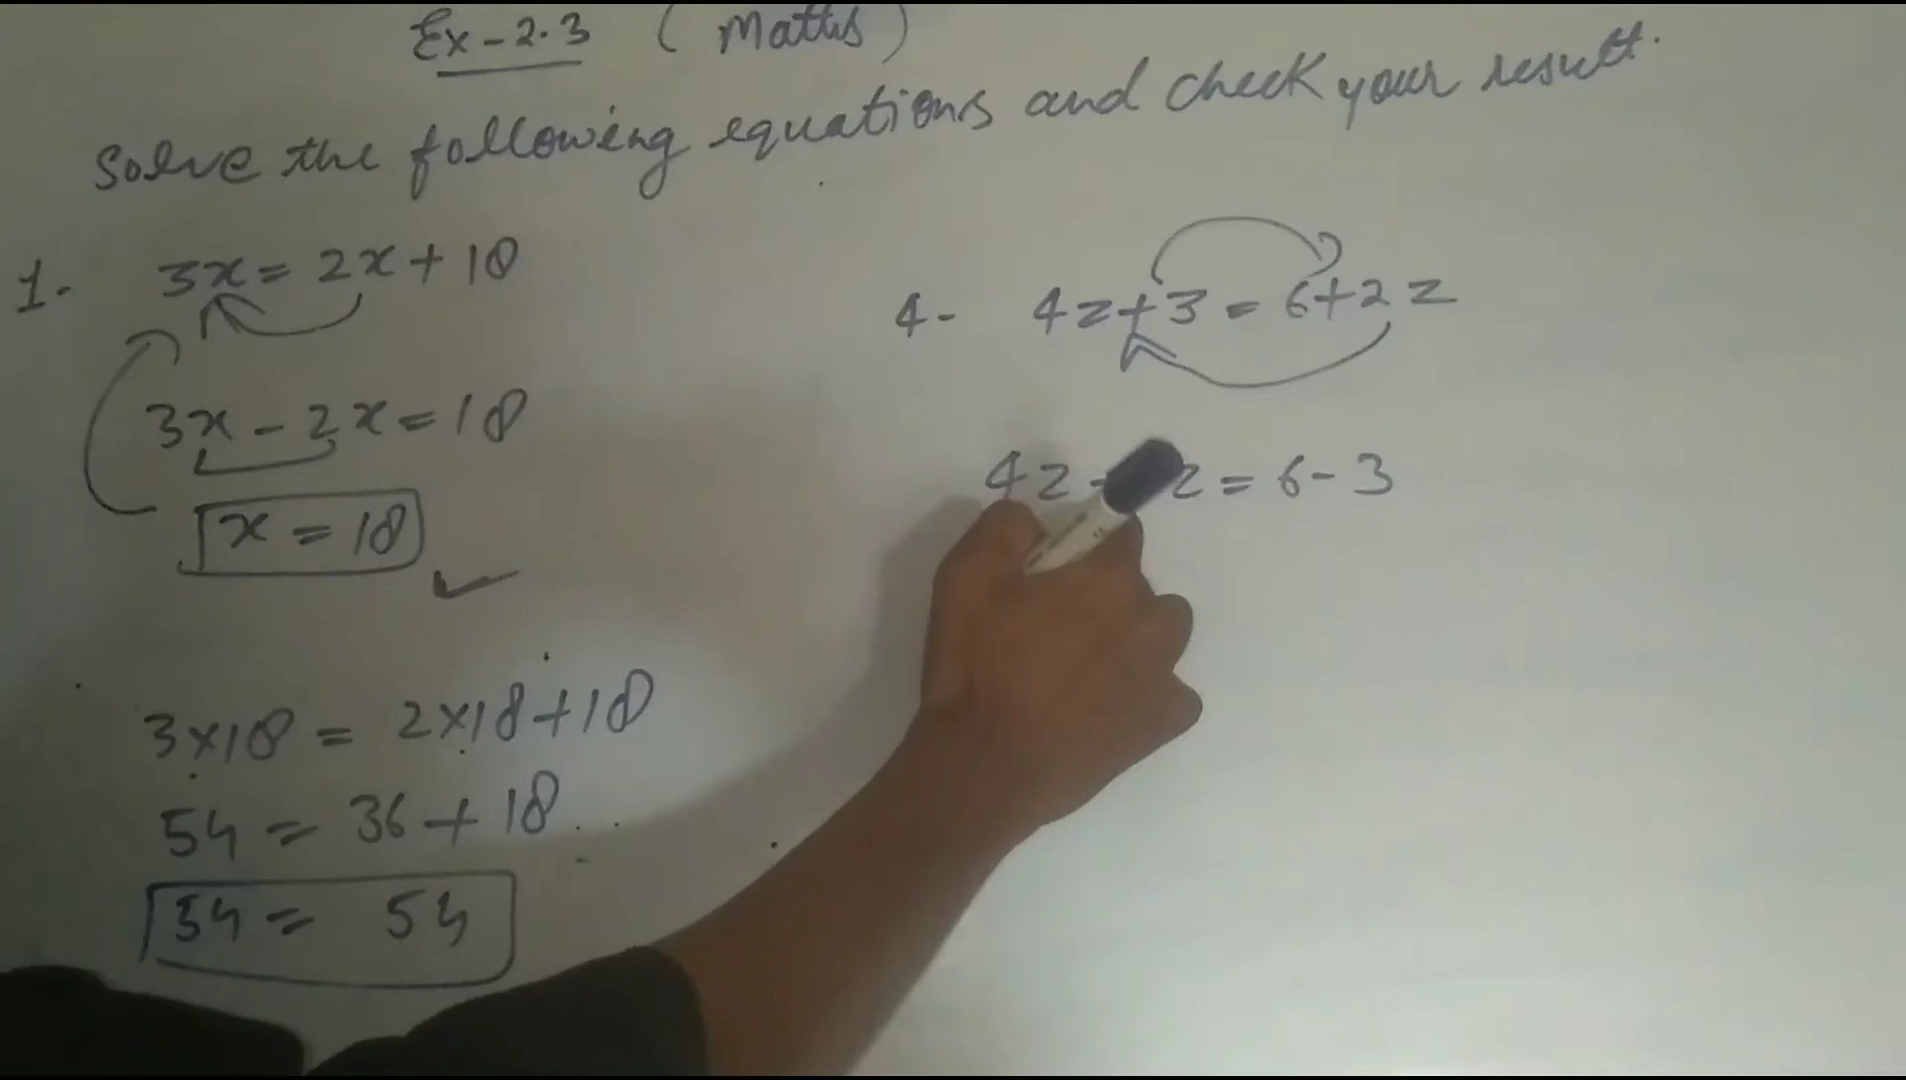 Ex-2.3 (Maths)
Solve the following equations and check your result.
1. 3x = 2x + 18
3x - 2x = 18
x = 18
3×18 = 2×18+18
54 = 36 + 18
54 = 54
4- 4z+3 = 6+2z
4z - z = 6-3